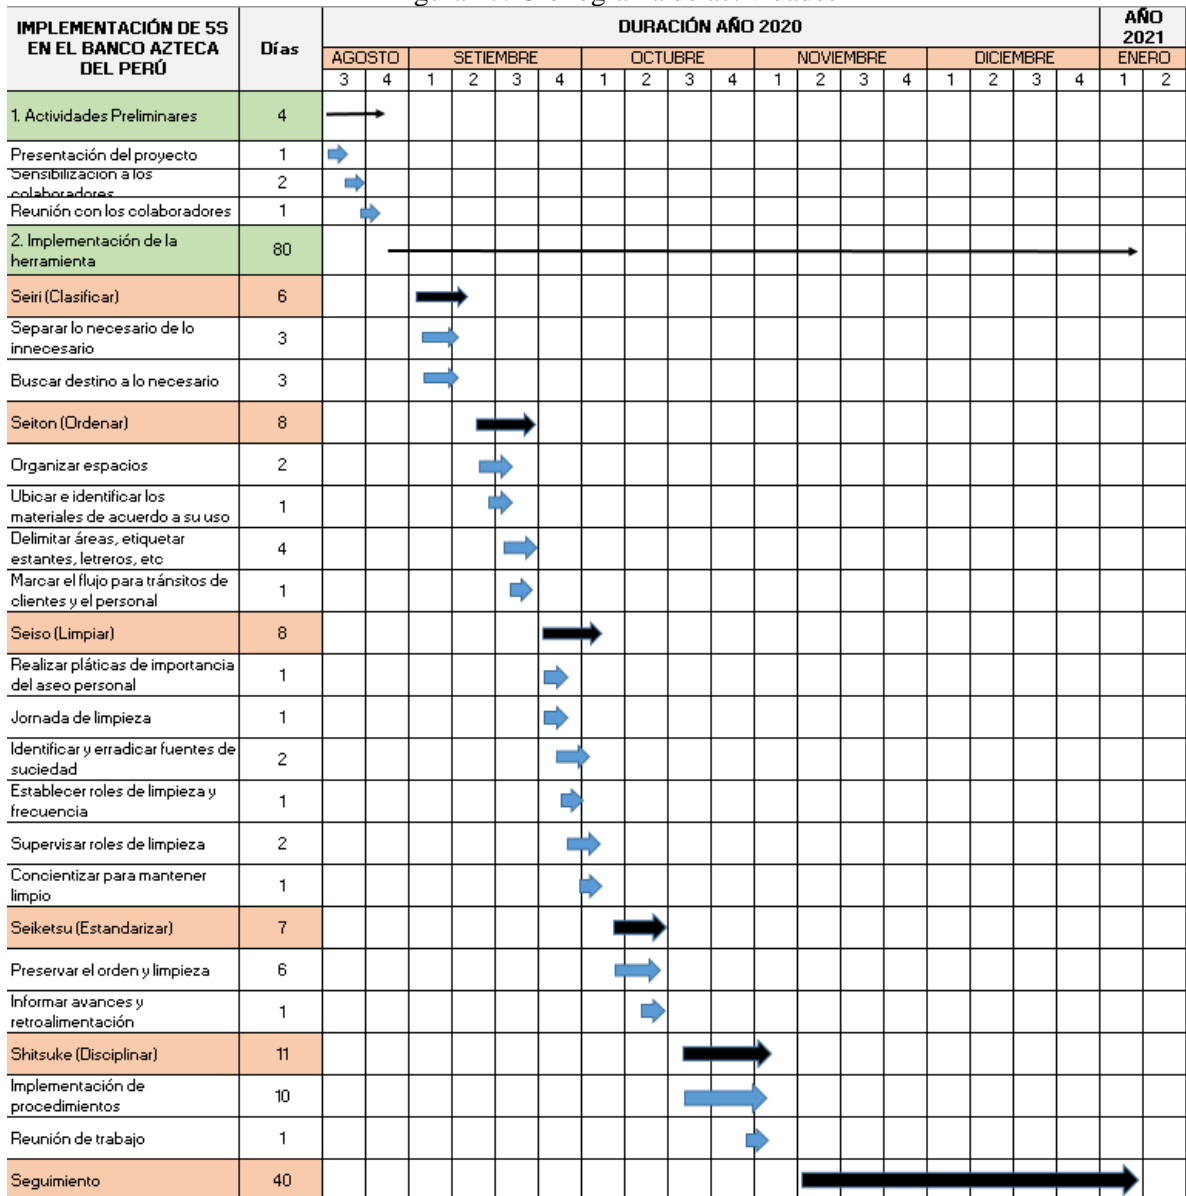 IMPLEMENTACIÓN DE 5S
EN EL BANCO AZTECA
DEL PERÚ
Días
DURACIÓN AÑO 2020
AÑO
2021
AGOSTO SETIEMBRE OCTUBRE NOVIEMBRE DICIEMBRE ENERO
3 4 1 2 3 4 1 2 3 4 1 2 3 4 1 2 3 4 1 2
1. Actividades Preliminares 4
Presentación del proyecto 1
Sensibilización a los
colaboradores 2
Reunión con los colaboradores 1
2. Implementación de la
herramienta 80
Seiri (Clasificar) 6
Separar lo necesario de lo
innecesario 3
Buscar destino a lo necesario 3
Seiton (Ordenar) 8
Organizar espacios 2
Ubicar e identificar los
materiales de acuerdo a su uso 1
Delimitar áreas, etiquetar
estantes, letreros, etc 4
Marcar el flujo para tránsitos de
clientes y el personal 1
Seiso (Limpiar) 8
Realizar pláticas de importancia
del aseo personal 1
Jornada de limpieza 1
Identificar y erradicar fuentes de
suciedad 2
Establecer roles de limpieza y
frecuencia 1
Supervisar roles de limpieza 2
Concientizar para mantener
limpio 1
Seiketsu (Estandarizar) 7
Preservar el orden y limpieza 6
Informar avances y
retroalimentación 1
Shitsuke (Disciplinar) 11
Implementación de
procedimientos 10
Reunión de trabajo 1
Seguimiento 40